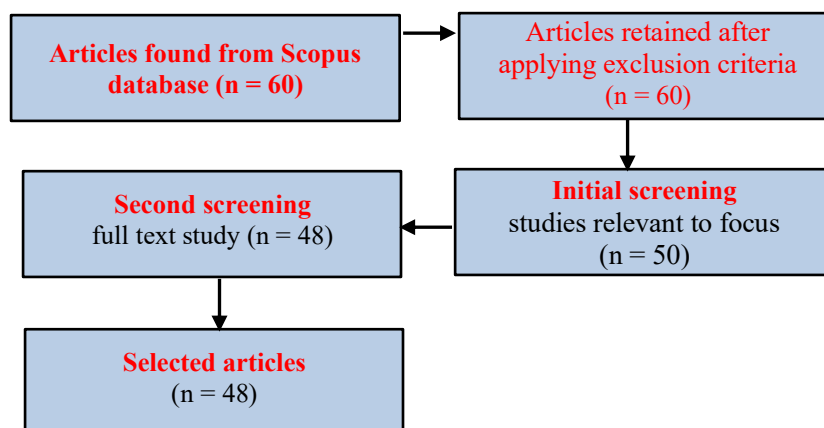 Articles found from Scopus
database (n = 60)
Articles retained after
applying exclusion criteria
(n = 60)
Initial screening
studies relevant to focus
(n = 50)
Second screening
full text study (n = 48)
Selected articles
(n = 48)